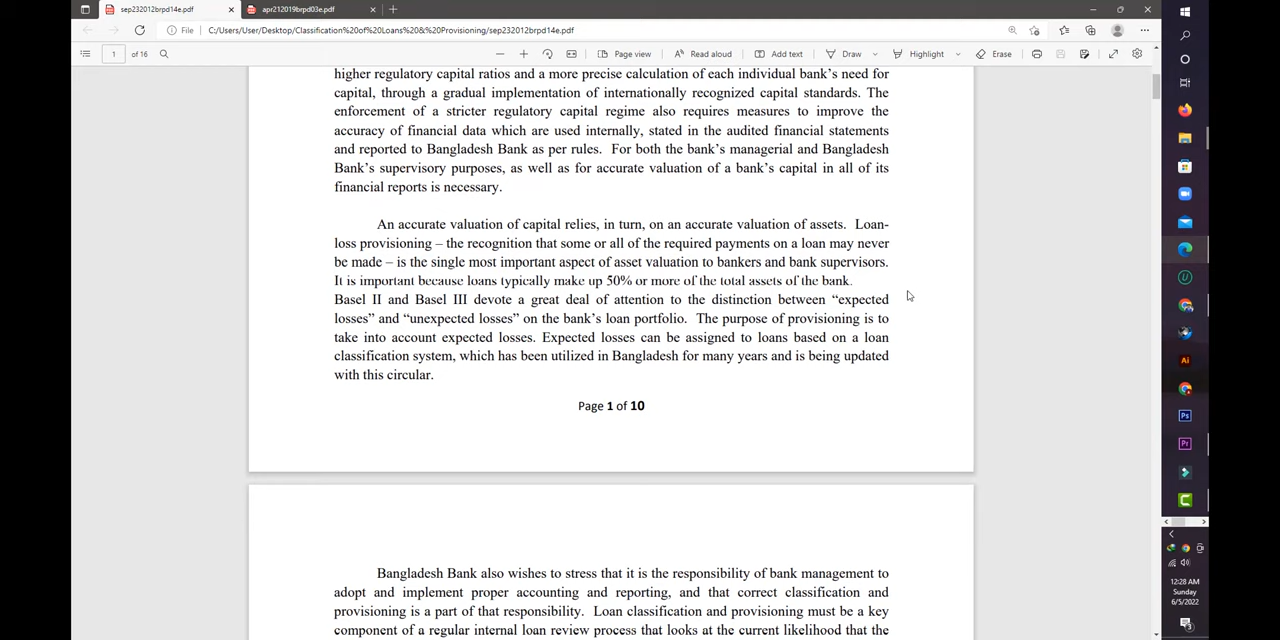 sep232012brpd14e.pdf
apr212019brpd03e.pdf
File
C:/Users/User/Desktop/Classification%20of%20Loans%20&%20Provisioning/sep232012brpd14e.pdf
1 of 16
Page view
Read aloud
Add text
Draw
Highlight
Erase
higher regulatory capital ratios and a more precise calculation of each individual bank's need for
capital, through a gradual implementation of internationally recognized capital standards. The
enforcement of a stricter regulatory capital regime also requires measures to improve the
accuracy of financial data which are used internally, stated in the audited financial statements
and reported to Bangladesh Bank as per rules. For both the bank's managerial and Bangladesh
Bank's supervisory purposes, as well as for accurate valuation of a bank's capital in all of its
financial reports is necessary.
An accurate valuation of capital relies, in turn, on an accurate valuation of assets. Loan-
loss provisioning – the recognition that some or all of the required payments on a loan may never
be made – is the single most important aspect of asset valuation to bankers and bank supervisors.
It is important because loans typically make up 50% or more of the total assets of the bank.
Basel II and Basel III devote a great deal of attention to the distinction between “expected
losses” and “unexpected losses” on the bank's loan portfolio. The purpose of provisioning is to
take into account expected losses. Expected losses can be assigned to loans based on a loan
classification system, which has been utilized in Bangladesh for many years and is being updated
with this circular.
Page 1 of 10
Bangladesh Bank also wishes to stress that it is the responsibility of bank management to
adopt and implement proper accounting and reporting, and that correct classification and
provisioning is a part of that responsibility. Loan classification and provisioning must be a key
component of a regular internal loan review process that looks at the current likelihood that the
Ai
Ps
Pr
12:28 AM
Sunday
6/5/2022
3